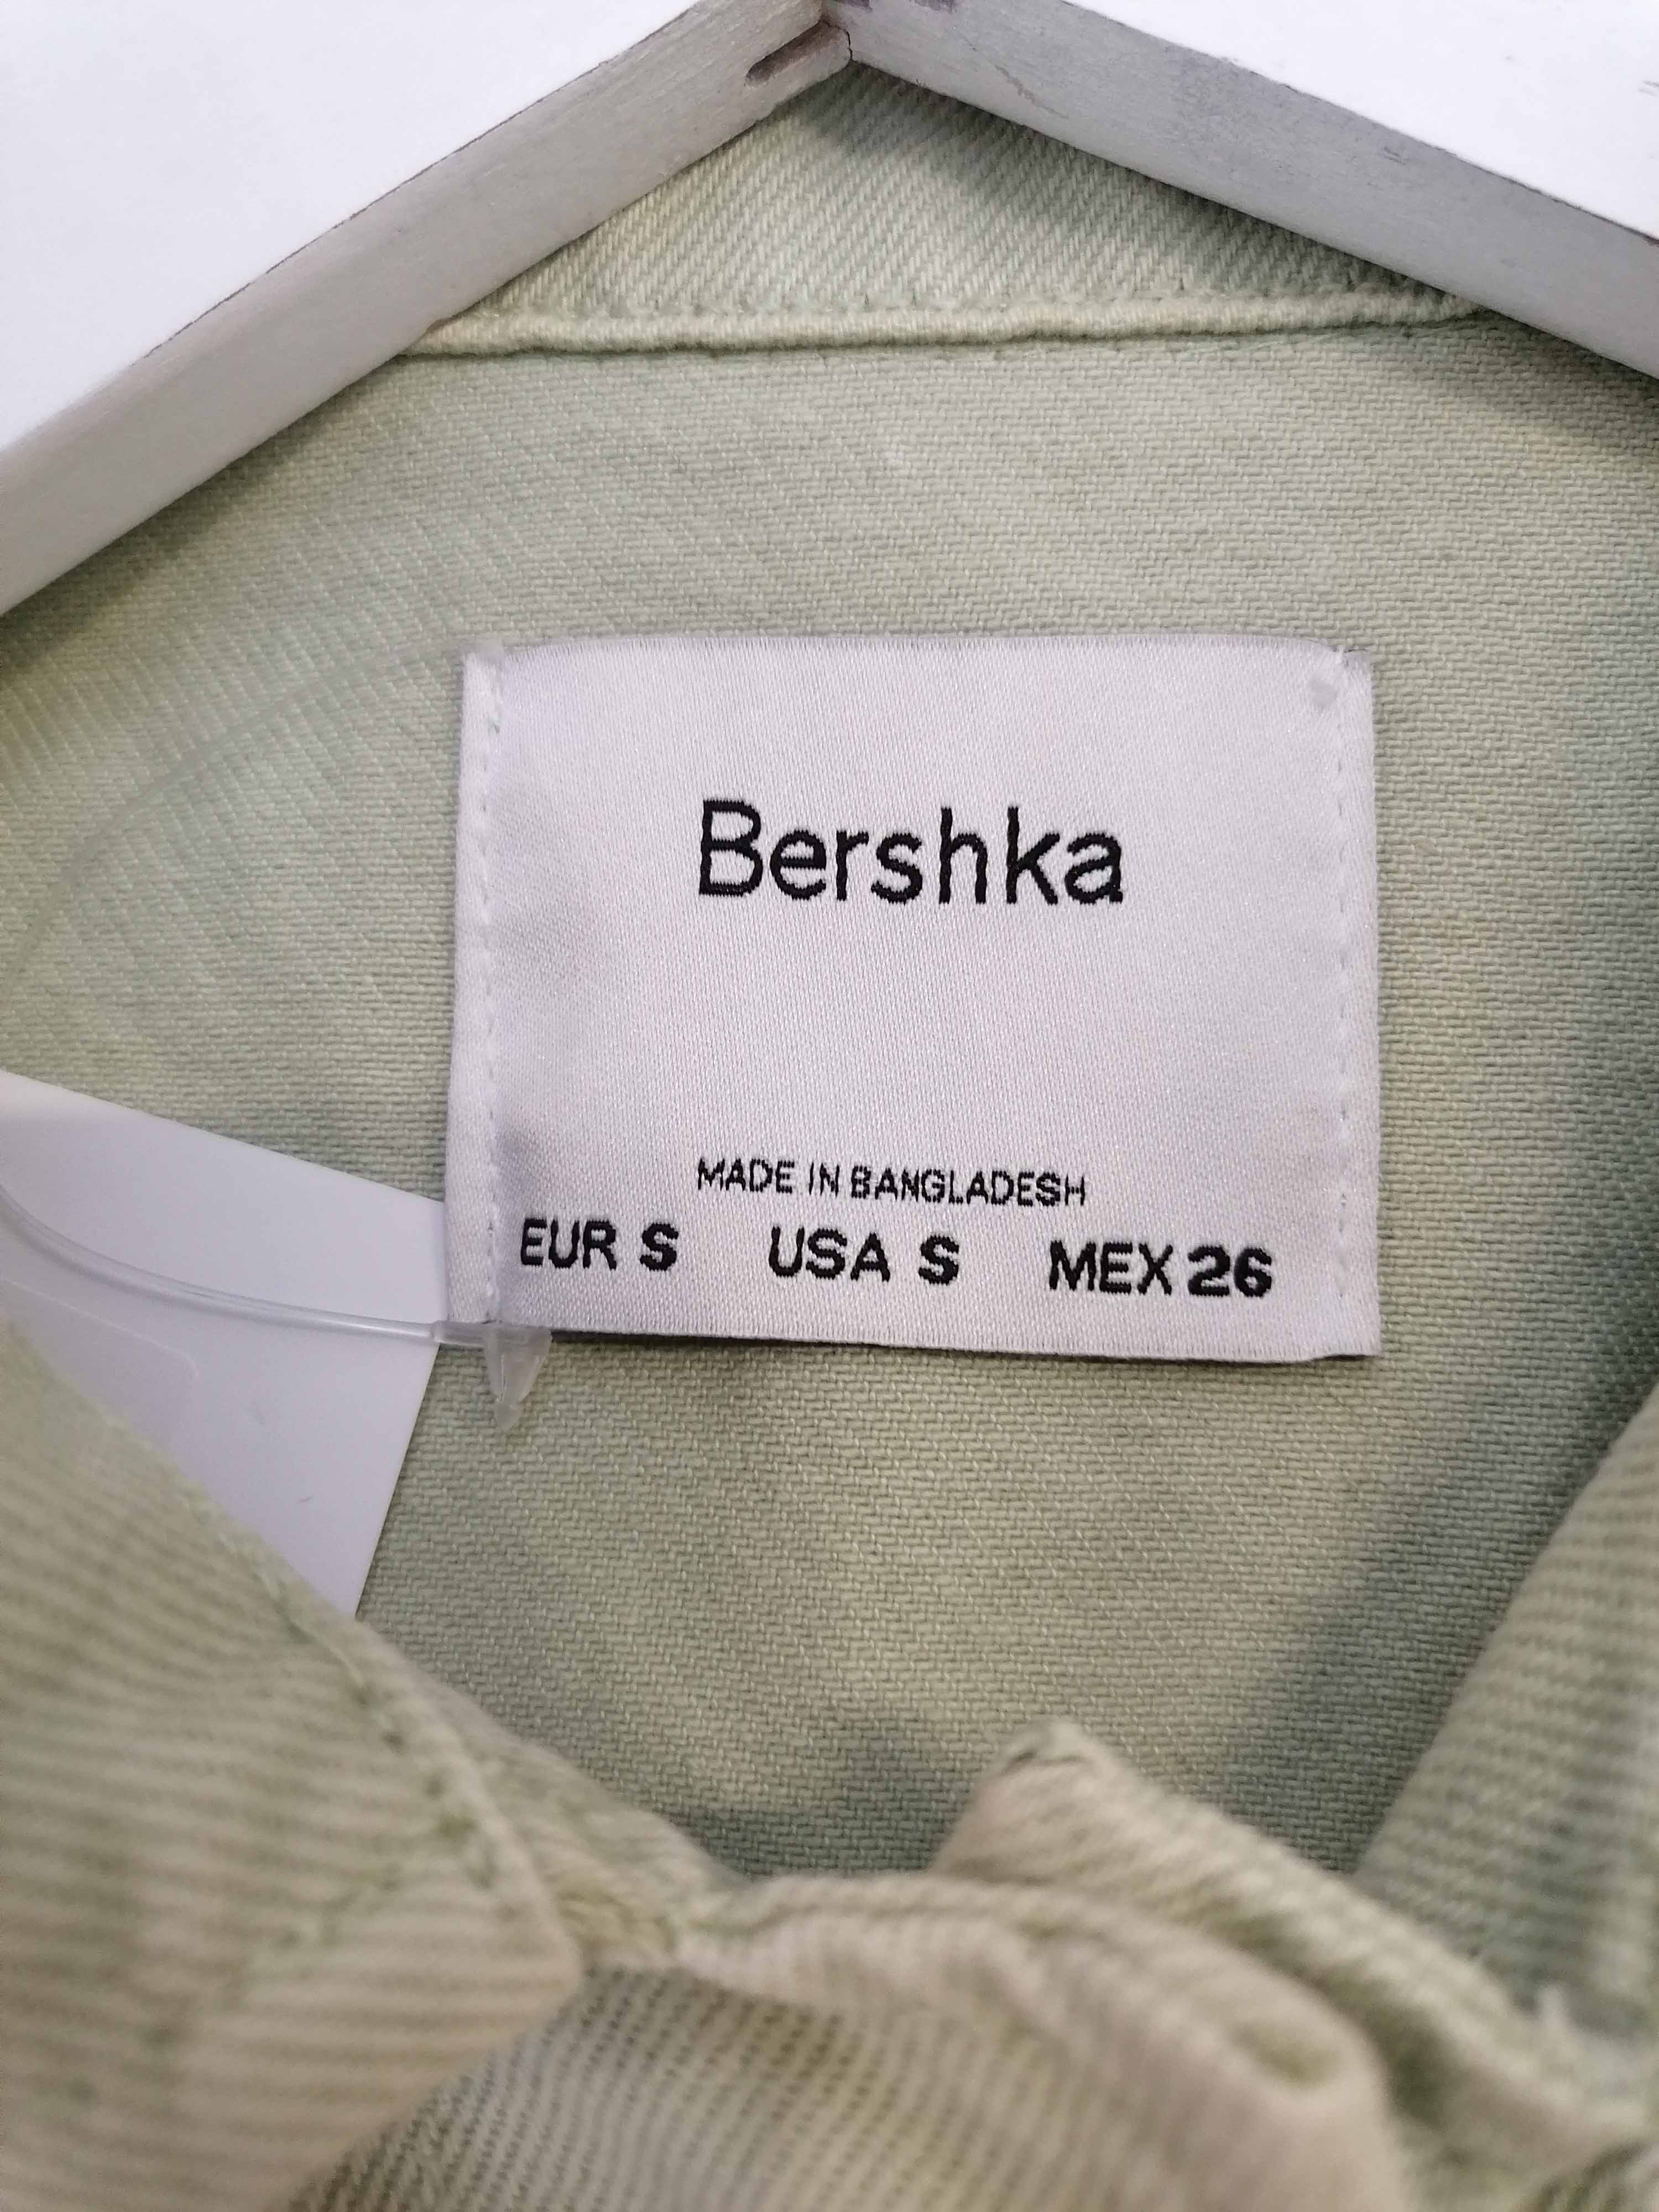 Bershka
MADE IN BANGLADESH
EUR S USA S MEX 26